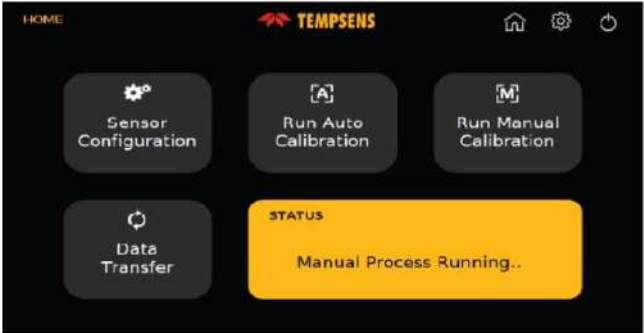 HOME
TEMPSENS
Sensor
Configuration
[A]
Run Auto
Calibration
[M]
Run Manual
Calibration
Data
Transfer
STATUS
Manual Process Running..